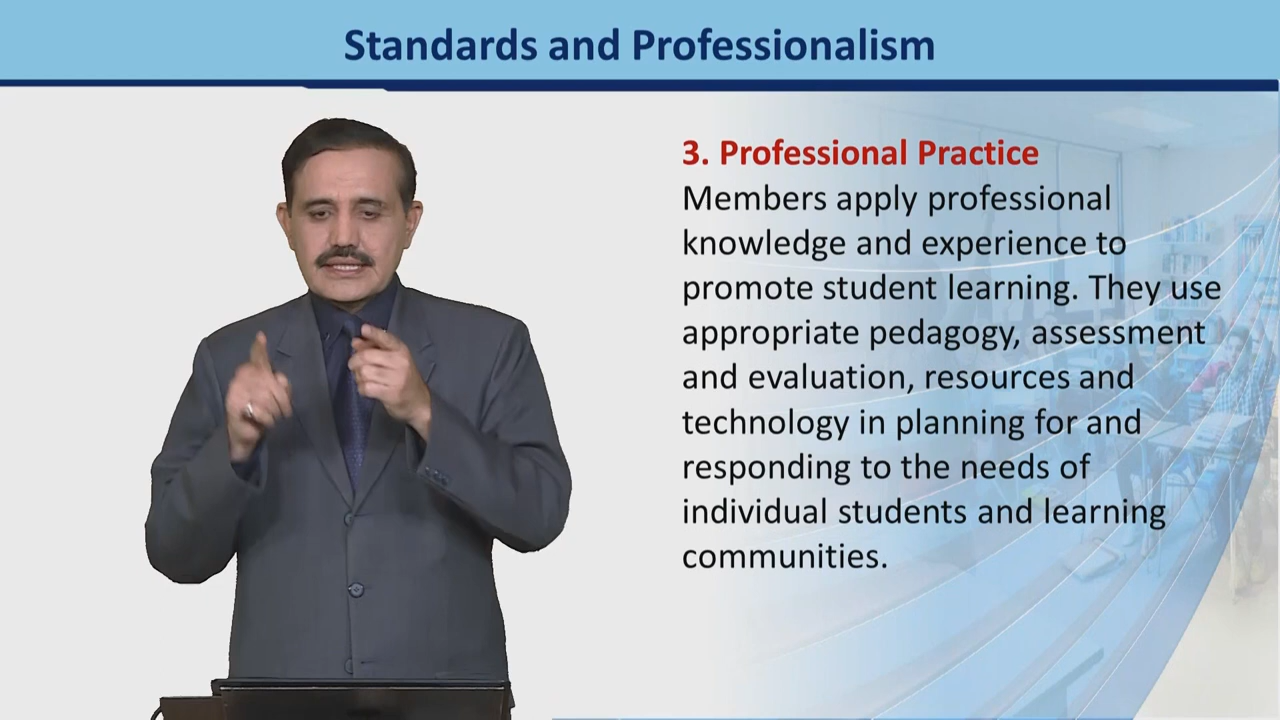 Standards and Professionalism
3. Professional Practice
Members apply professional
knowledge and experience to
promote student learning. They use
appropriate pedagogy, assessment
and evaluation, resources and
technology in planning for and
responding to the needs of
individual students and learning
communities.